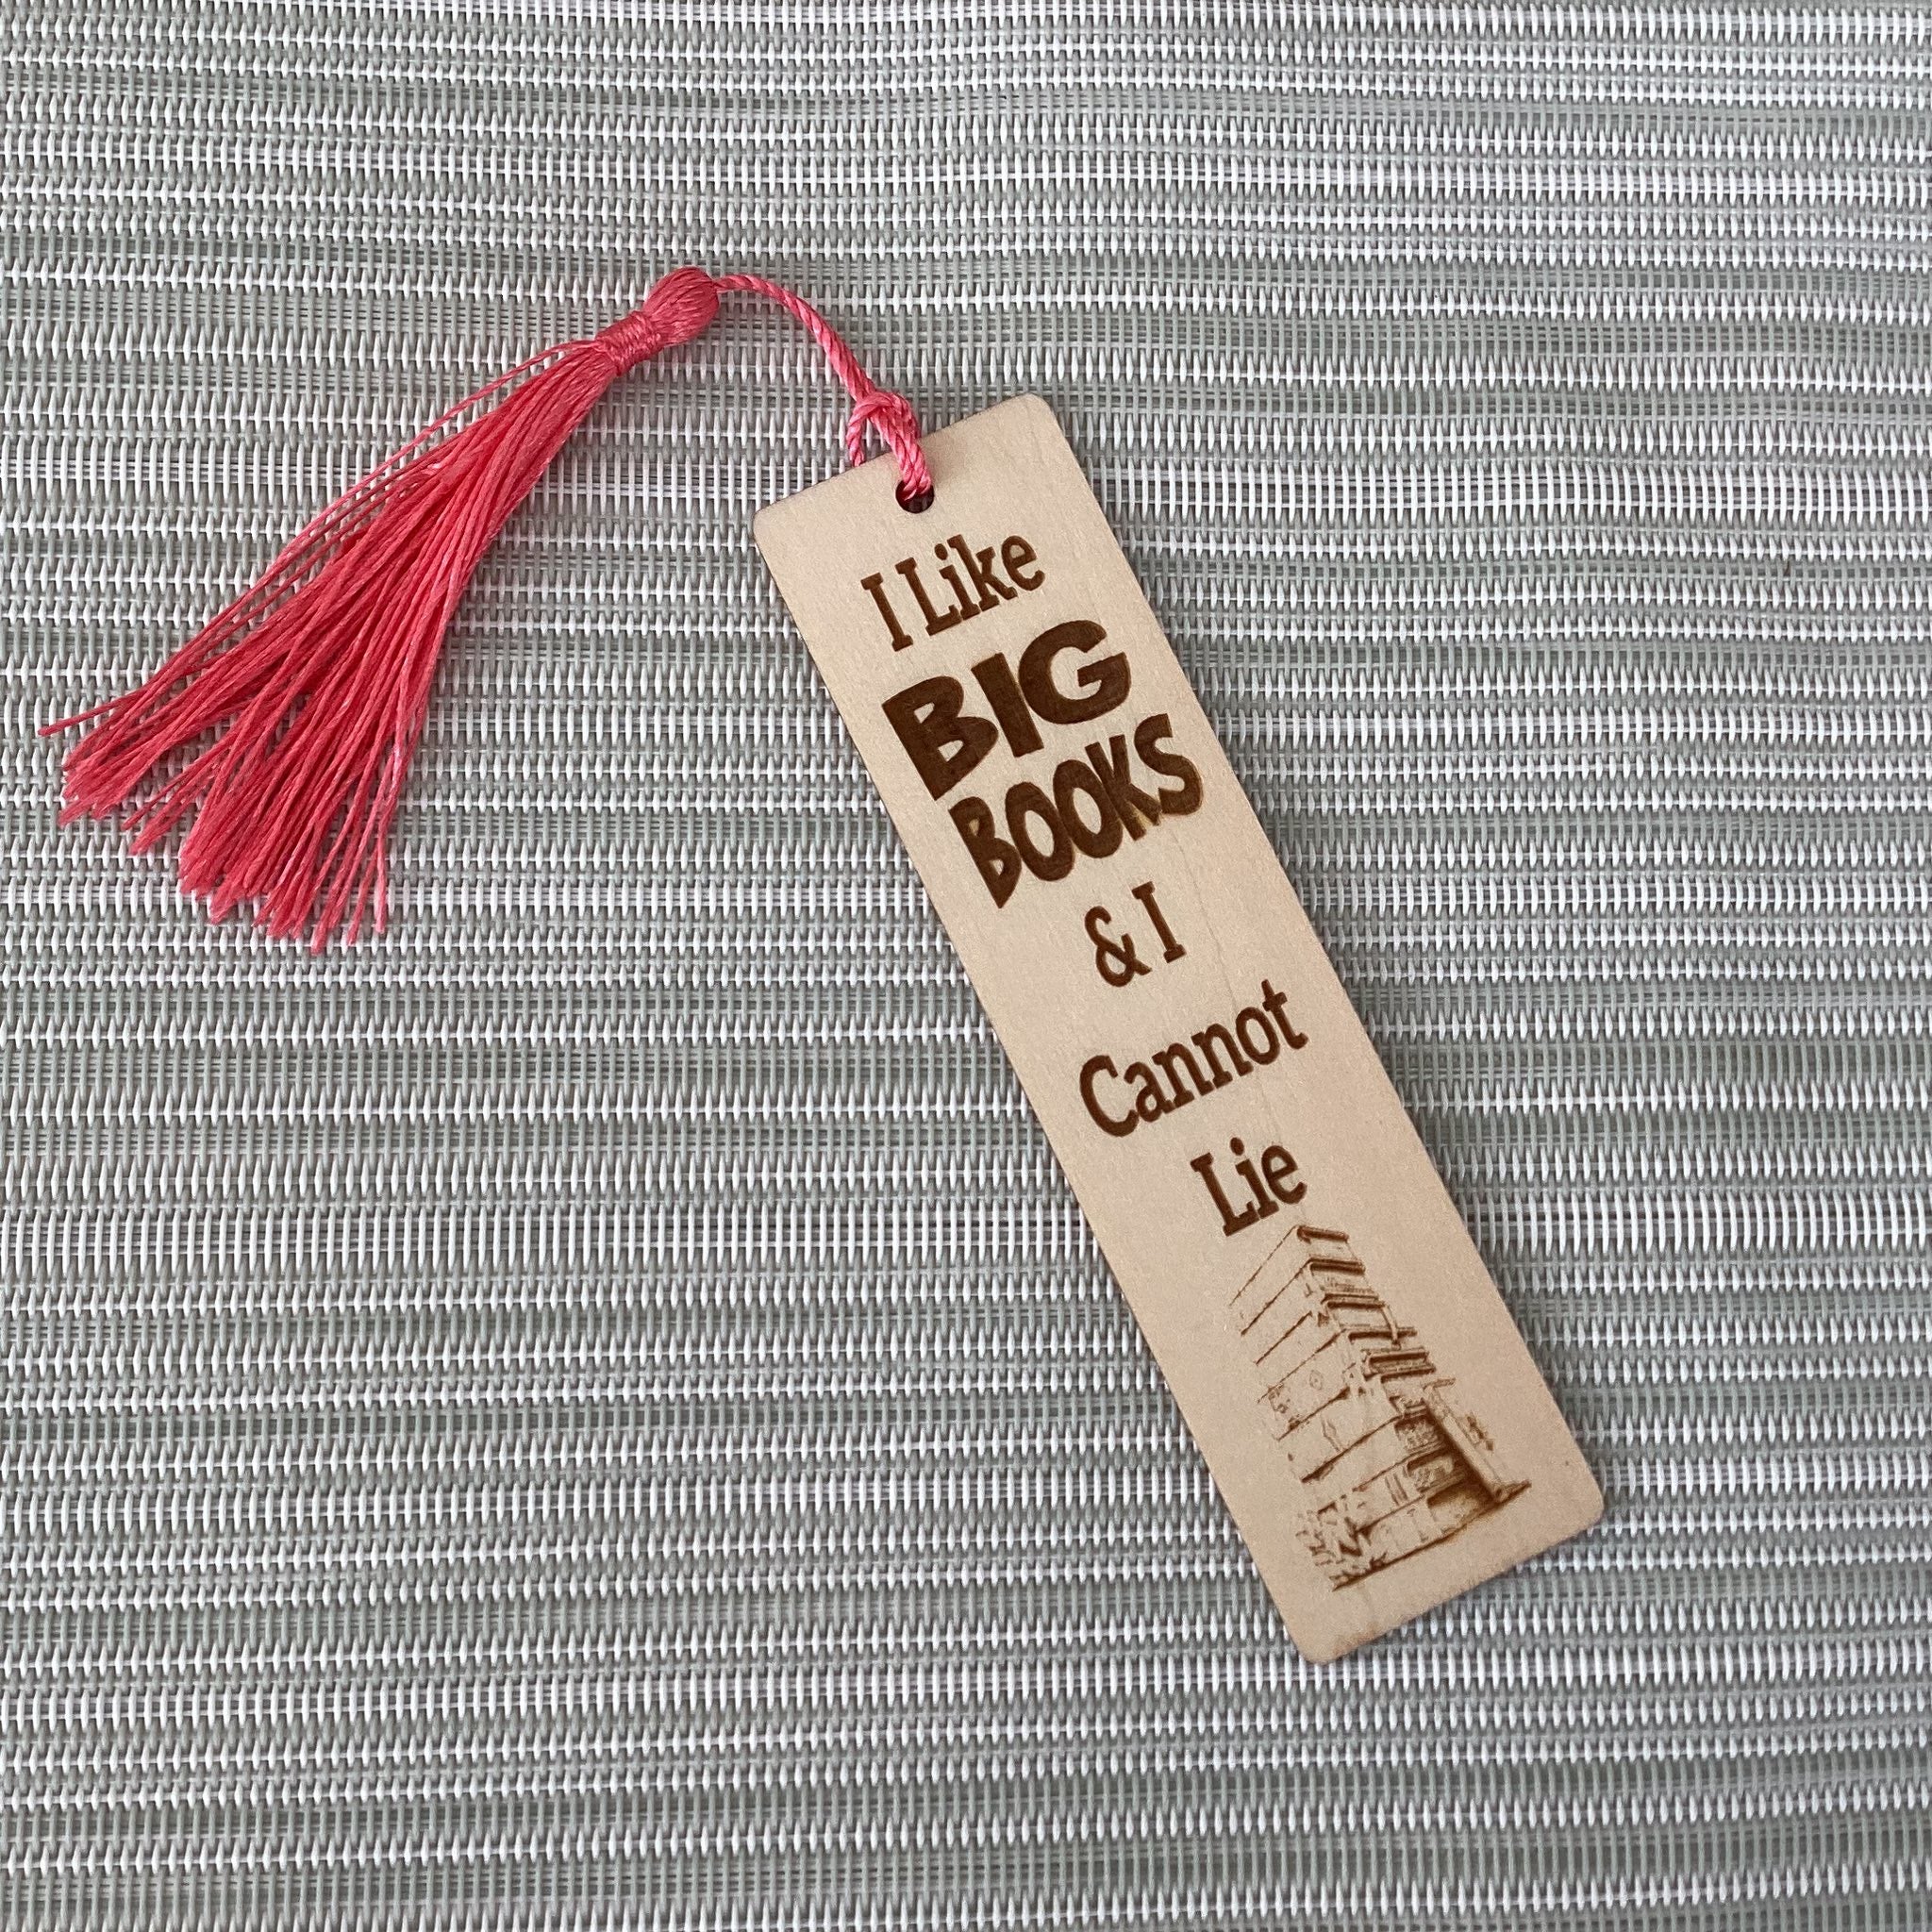 I Like
BIG
BOOKS
& I
Cannot
Lie